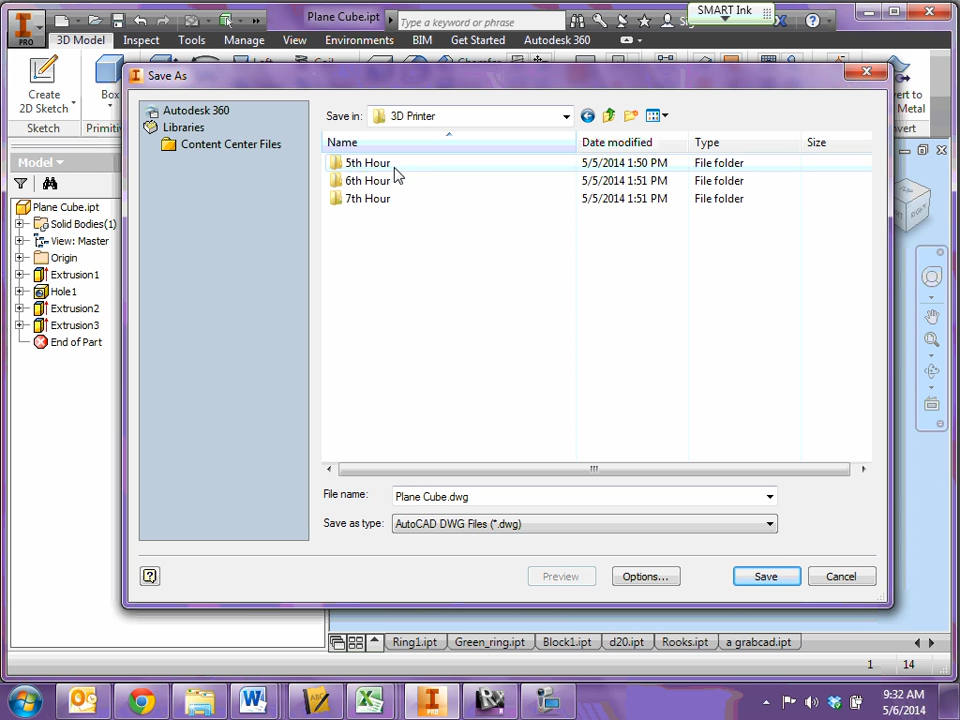 Plane Cube.ipt
Type a keyword or phrase
SMART Ink
PRO
3D Model
Inspect
Tools
Manage
View
Environments
BIM
Get Started
Autodesk 360
Create
2D Sketch
Box
Sketch
Primiti
Metal
nvert
Save As
Autodesk 360
Libraries
Content Center Files
Save in:
3D Printer
Name
Date modified
Type
Size
5th Hour
5/5/2014 1:50 PM
File folder
6th Hour
5/5/2014 1:51 PM
File folder
7th Hour
5/5/2014 1:51 PM
File folder
File name:
Plane Cube.dwg
Save as type:
AutoCAD DWG Files (*.dwg)
Preview
Options...
Save
Cancel
Model
Plane Cube.ipt
Solid Bodies(1)
View: Master
Origin
Extrusion1
Hole1
Extrusion2
Extrusion3
End of Part
RIGHT
Ring1.ipt
Green_ring.ipt
Block1.ipt
d20.ipt
Rooks.ipt
a grabcad.ipt
1
14
PRO
9:32 AM
5/6/2014